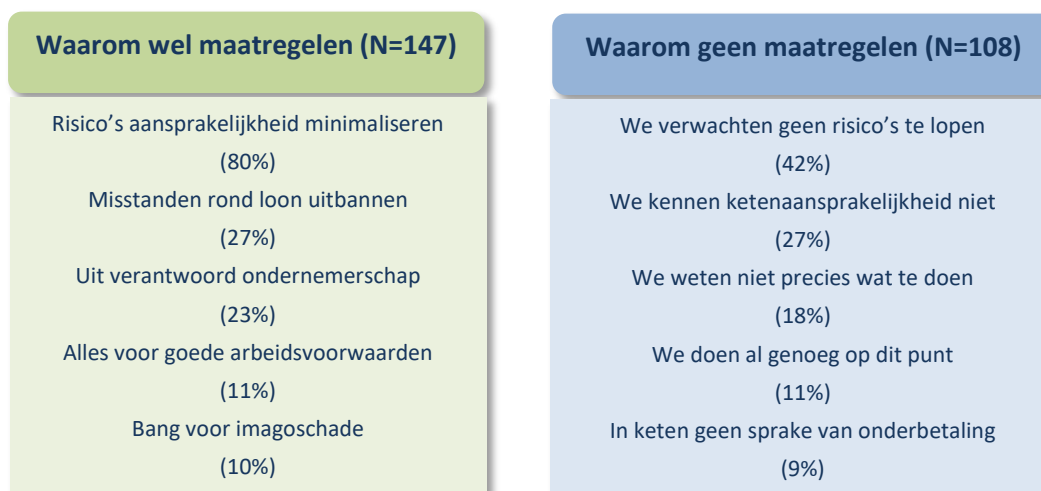 Waarom wel maatregelen (N=147)
Risico’s aansprakelijkheid minimaliseren
(80%)
Misstanden rond loon uitbannen
(27%)
Uit verantwoord ondernemerschap
(23%)
Alles voor goede arbeidsvoorwaarden
(11%)
Bang voor imagoschade
(10%)
Waarom geen maatregelen (N=108)
We verwachten geen risico’s te lopen
(42%)
We kennen ketenaansprakelijkheid niet
(27%)
We weten niet precies wat te doen
(18%)
We doen al genoeg op dit punt
(11%)
In keten geen sprake van onderbetaling
(9%)